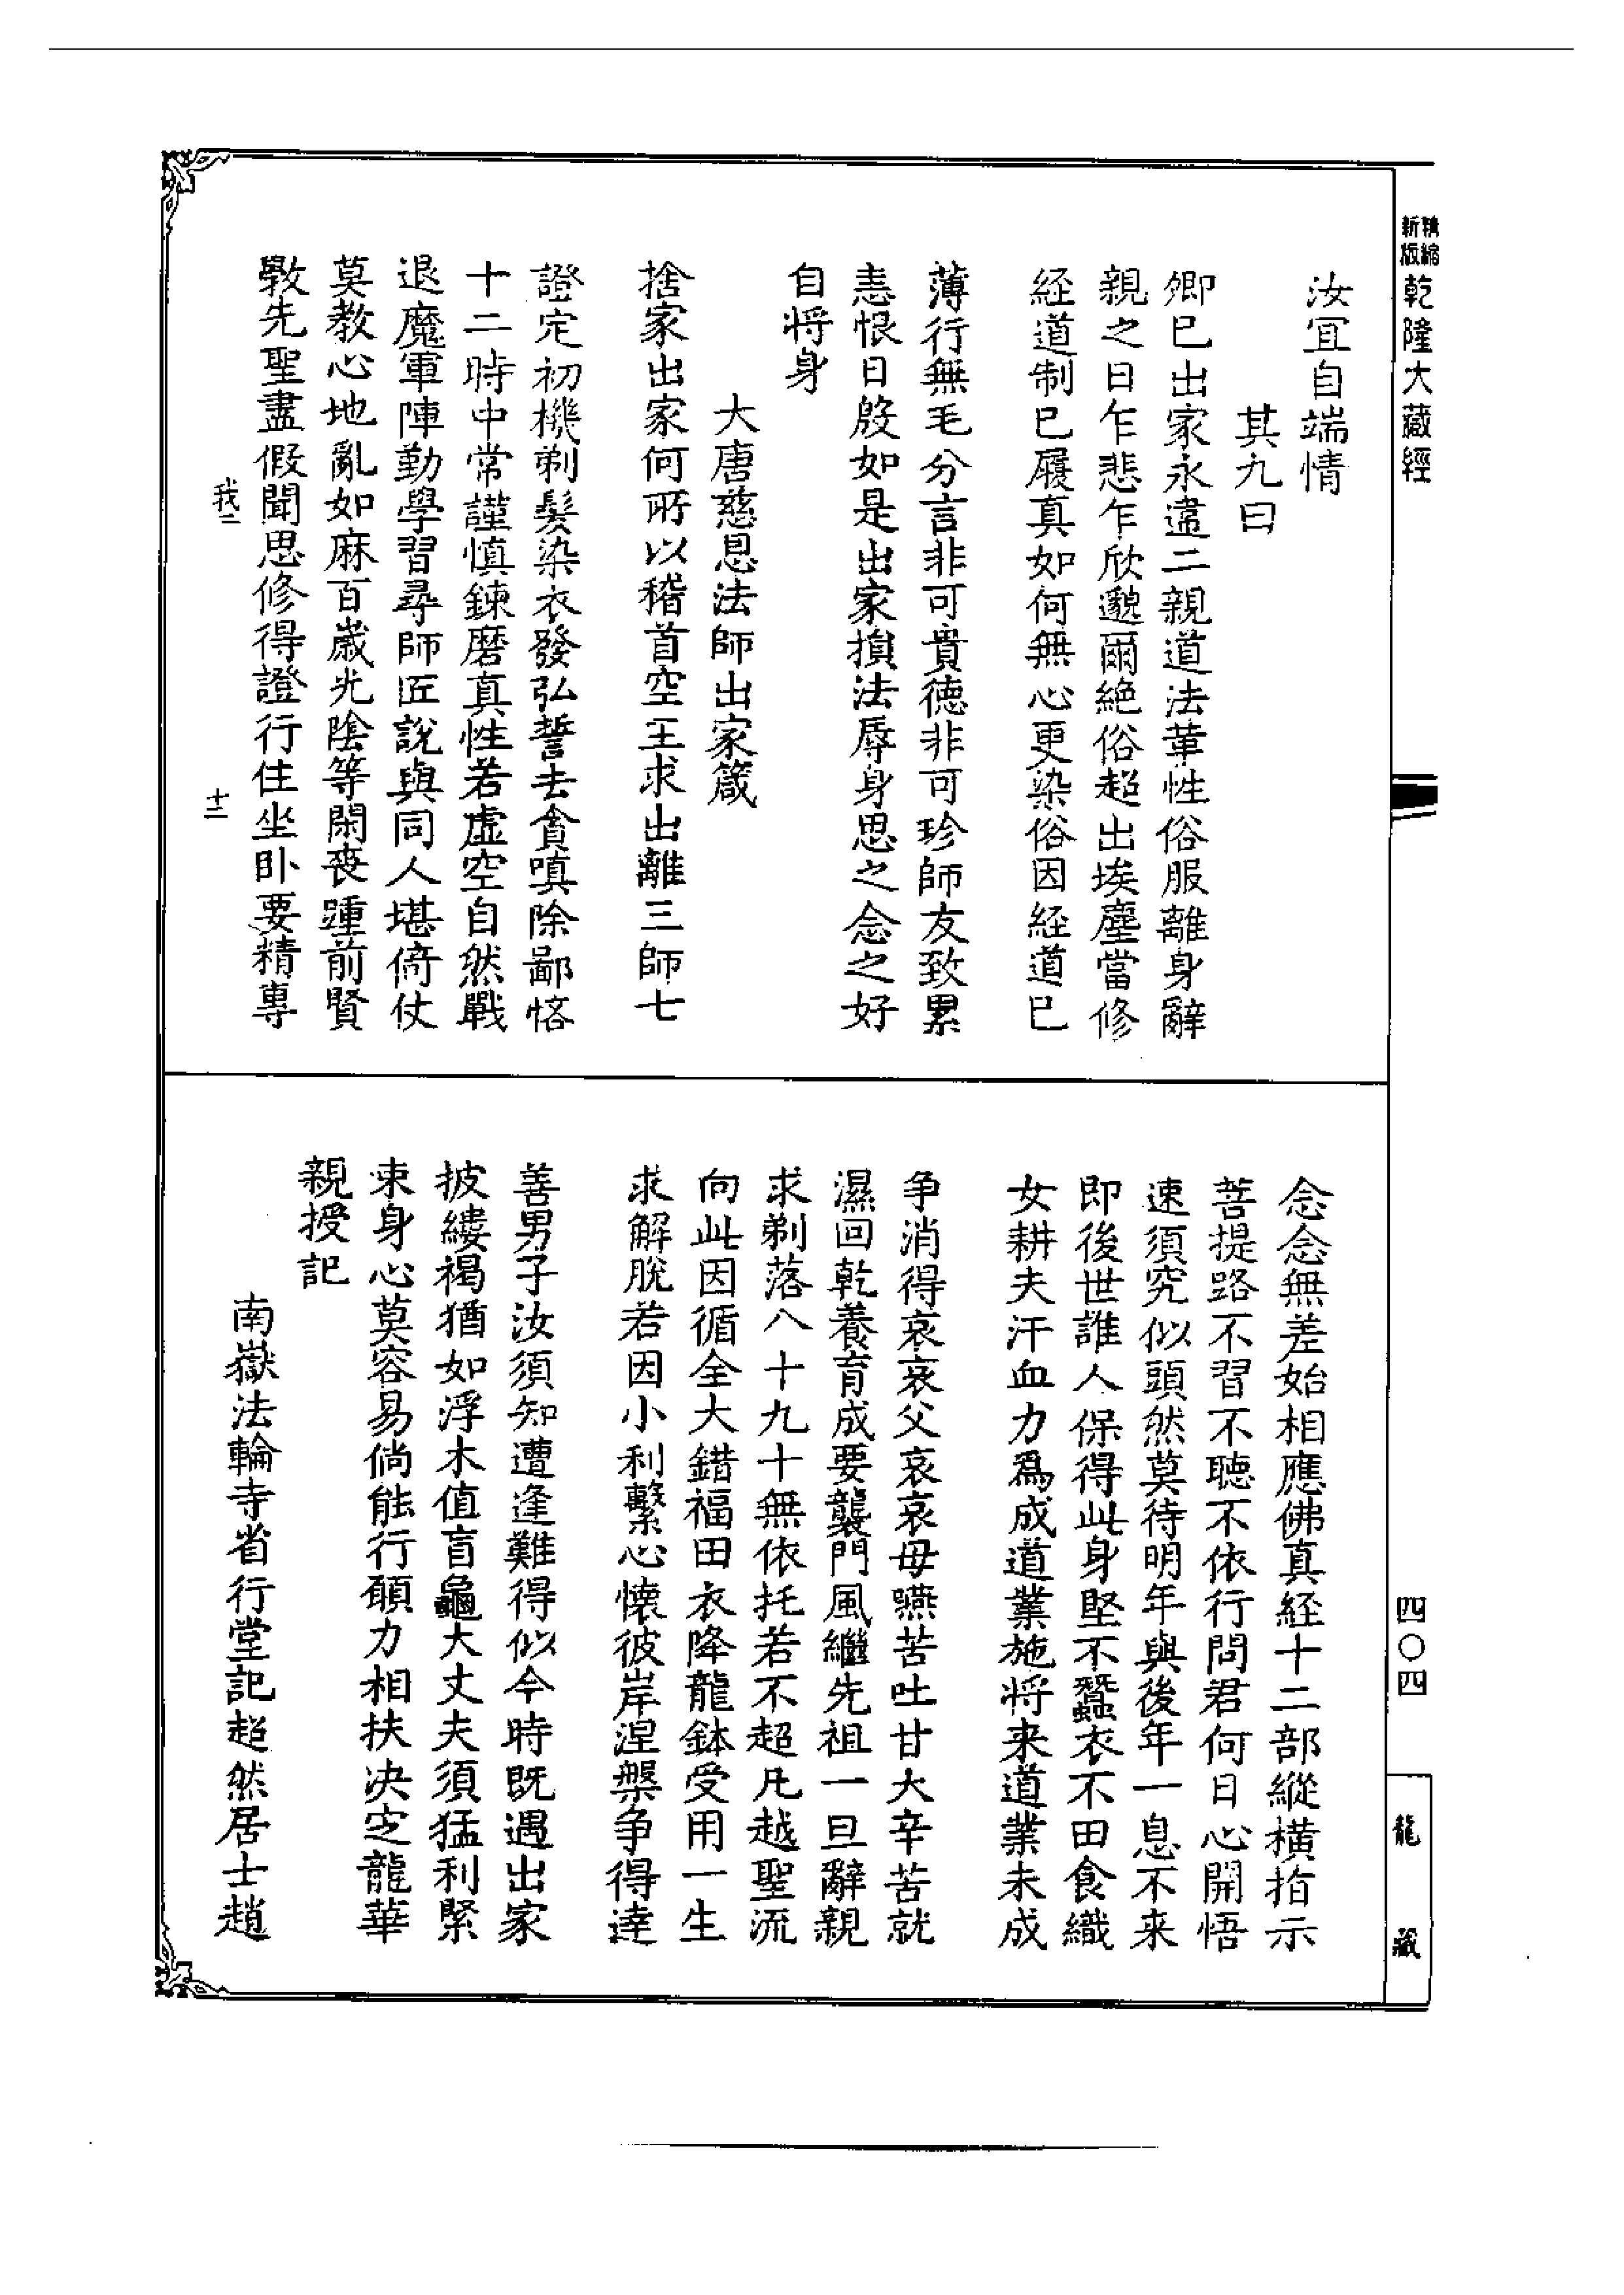 精縮新版乾隆大藏經
汝宜自端情
其九曰
卿已出家永違二親道法革性俗服離身辭
親之日乍悲乍欣邈爾絶俗超出埃塵當修
経道制已履真如何無心更染俗因経道已
薄行無毛分言非可貴德非可珍師友致累
恚恨日殷如是出家損法辱身思之念之好
自将身
大唐慈恩法師出家箴
捨家出家何所以稽首空王求出離三師七
證定初機剃髮染衣發弘誓去貪嗔除鄙悋
十二時中常謹慎鍊磨真性若虛空自然戰
退魔軍陣勤學習尋師匠說與同人堪倚仗
莫教心地亂如麻百歲光陰等閑喪踵前賢
斆先聖盡假聞思修得證行住坐卧要精專
我二
十三
念念無差始相應佛真経十二部縱橫指示
菩提路不習不聴不依行問君何日心開悟
速須究似頭然莫待明年與後年一息不来
即後世誰人保得此身堅不蠶衣不田食織
女耕夫汗血力為成道業施将来道業未成
争消得哀哀父哀哀母嚥苦吐甘大辛苦就
濕回乾養育成要襲門風繼先祖一旦辭親
求剃落八十九十無依托若不超凡越聖流
向此因循全大錯福田衣降龍鉢受用一生
求解脫若因小利繫心懐彼岸涅槃争得達
善男子汝須知遭逢難得似今時既遇出家
披縷褐猶如浮木值盲龜大丈夫須猛利緊
束身心莫容易倘能行願力相扶决定龍華
親授記
南嶽法輪寺省行堂記超然居士趙
四〇四
龍藏